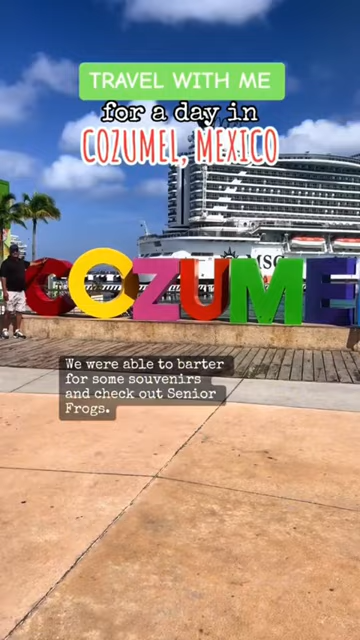 TRAVEL WITH ME
for a day in
COZUMEL, MEXICO
MSC
COZUME
We were able to barter
for some souvenirs
and check out Senior
Frogs.